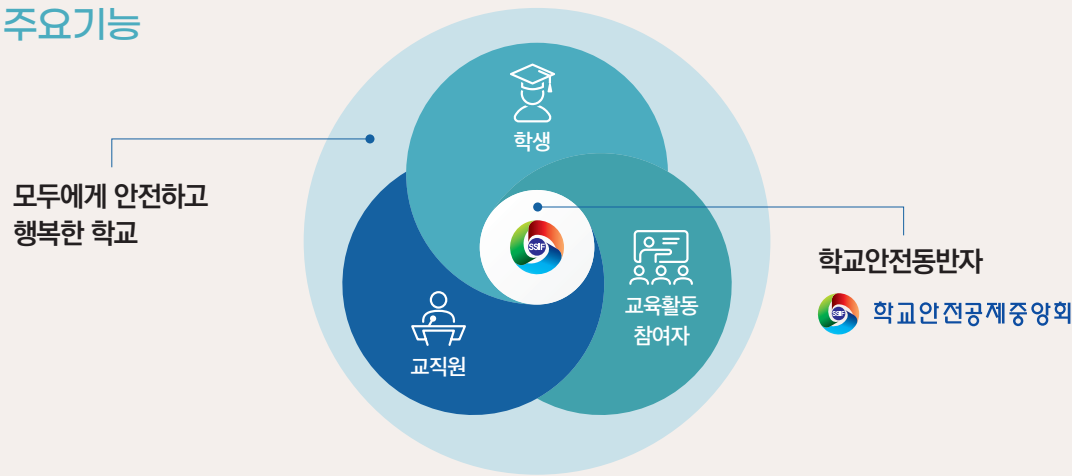 주요기능
학생
모두에게 안전하고
행복한 학교
SSIF
교육활동
참여자
교직원
학교안전동반자
SSIF 학교안전공제중앙회